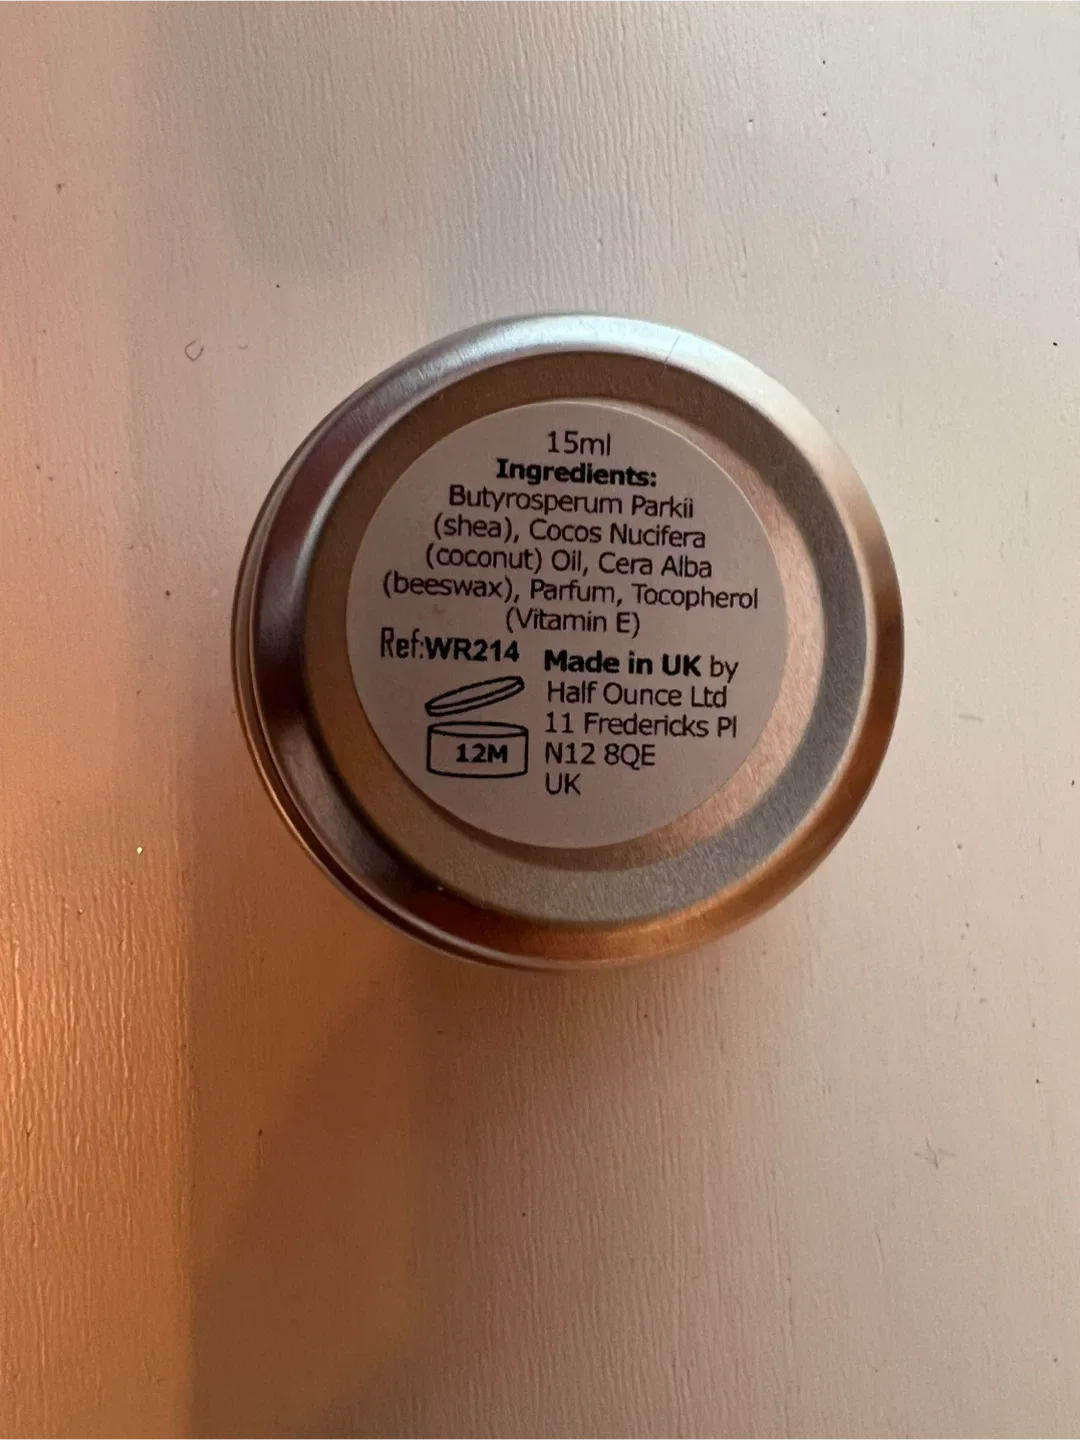 15ml
Ingredients:
Butyrosperum Parkii
(shea), Cocos Nucifera
(coconut) Oil, Cera Alba
(beeswax), Parfum, Tocopherol
(Vitamin E)
Ref:WR214
12M
Made in UK by
Half Ounce Ltd
11 Fredericks Pl
N12 8QE
UK